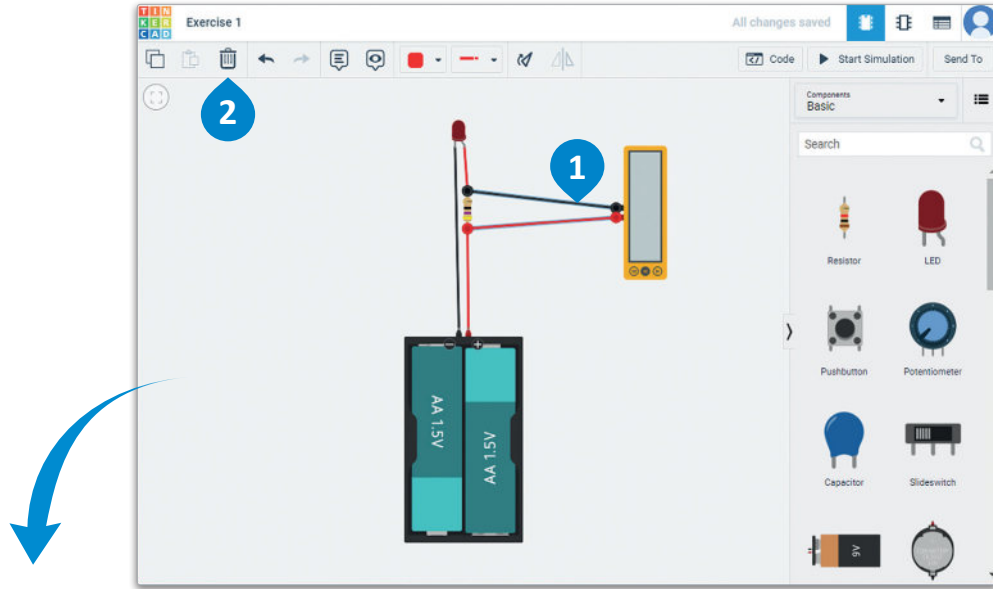 TIN
KER
CAD
Exercise 1
All changes saved
Code
Start Simulation
Send To
2
Components
Basic
Search
1
Resistor
LED
Pushbutton
Potentiometer
AA 1.5V
AA 1.5V
Capacitor
Slideswitch
9V